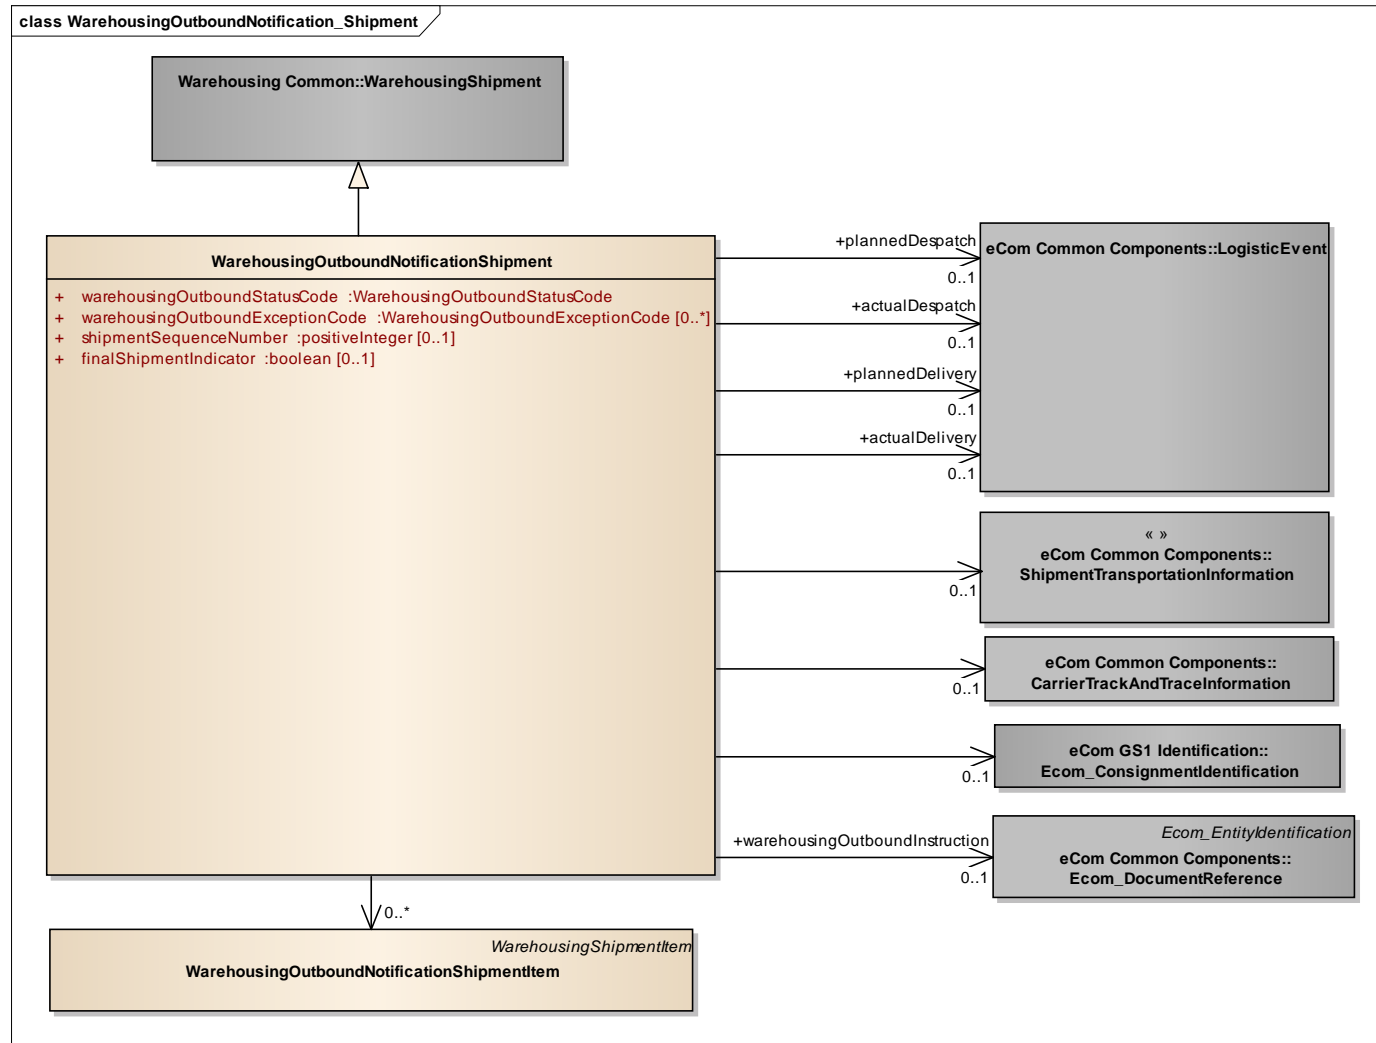 class WarehousingOutboundNotification_Shipment
Warehousing Common::WarehousingShipment
WarehousingOutboundNotificationShipment
+ warehousingOutboundStatusCode :WarehousingOutboundStatusCode
+ warehousingOutboundExceptionCode :WarehousingOutboundExceptionCode [0..*]
+ shipmentSequenceNumber :positiveInteger [0..1]
+ finalShipmentIndicator :boolean [0..1]
+plannedDespatch
0..1
+actualDespatch
0..1
+plannedDelivery
0..1
+actualDelivery
0..1
eCom Common Components::LogisticEvent
0..1
« »
eCom Common Components::
ShipmentTransportationInformation
0..1
eCom Common Components::
CarrierTrackAndTraceInformation
0..1
eCom GS1 Identification::
Ecom_ConsignmentIdentification
+warehousingOutboundInstruction
0..1
Ecom_EntityIdentification
eCom Common Components::
Ecom_DocumentReference
0..*
WarehousingShipmentItem
WarehousingOutboundNotificationShipmentItem